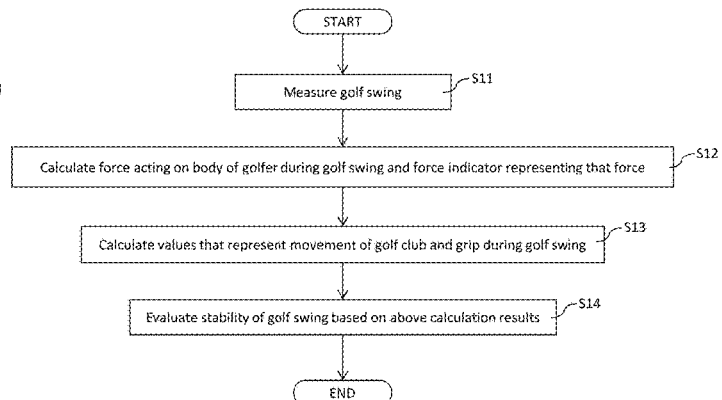 START
Measure golf swing
S11
Calculate force acting on body of golfer during golf swing and force indicator representing that force
S12
Calculate values that represent movement of golf club and grip during golf swing
S13
Evaluate stability of golf swing based on above calculation results
S14
END